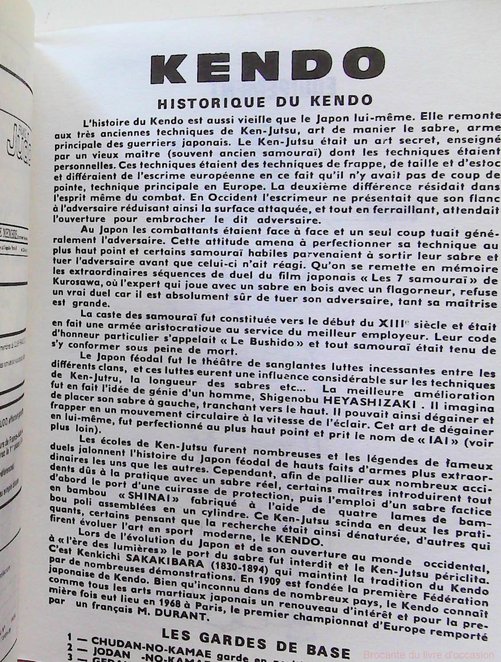 KENDO
HISTORIQUE DU KENDO
L'histoire du Kendo est aussi vieille que le Japon lui-même. Elle remonte
aux très anciennes techniques de Ken-Jutsu, art de manier le sabre, arme
principale des guerriers japonais. Le Ken-Jutsu était un art secret, enseigné
par un vieux maître (souvent ancien samouraï) dont les techniques étaient
personnelles. Ces techniques étaient des techniques de frappe, de taille et d'estoc
et différaient de l'escrime européenne en ce fait qu'il n'y avait pas de coup de
pointe, technique principale en Europe. La deuxième différence résidait dans
l'esprit même du combat. En Occident l'escrimeur ne présentait que son flanc
à l'adversaire réduisant ainsi la surface attaquée, et tout en ferraillant, attendait
l'ouverture pour embrocher le dit adversaire.
Au Japon les combattants étaient face à face et un seul coup tuait géné-
ralement l'adversaire. Cette attitude amena à perfectionner sa technique au
plus haut point et certains samouraï habiles parvenaient à sortir leur sabre et
tuer l'adversaire avant que celui-ci n'ait réagi. Qu'on se remette en mémoire
les extraordinaires séquences de duel du film japonais « Les 7 samouraï » de
Kurosawa, où l'expert qui joue avec un sabre en bois avec un flagorneur, refuse
un vrai duel car il est absolument sûr de tuer son adversaire, tant sa maîtrise
est grande.
La caste des samouraï fut constituée vers le début du XIIIe siècle et était
en fait une armée aristocratique au service du meilleur employeur. Leur code
d'honneur particulier s'appelait « Le Bushido » et tout samouraï était tenu de
s'y conformer sous peine de mort.
Le Japon féodal fut le théâtre de sanglantes luttes incessantes entre les
différents clans, et ces luttes eurent une influence considérable sur les techniques
de Ken-Jutsu, la longueur des sabres etc... La meilleure amélioration
fut en fait l'idée de génie d'un homme, Shigenobu HEYASHIZAKI. Il imagina
de placer son sabre à gauche, tranchant vers le haut. Il pouvait ainsi dégainer et
frapper en un mouvement circulaire à la vitesse de l'éclair. Cet art de dégainer
en lui-même, fut perfectionné au plus haut point et prit le nom de « IAI » (voir
plus loin).
Les écoles de Ken-Jutsu furent nombreuses et les légendes de fameux
duels jalonnent l'histoire du Japon féodal de hauts faits d'armes plus extraor-
dinaires les uns que les autres. Cependant, afin de pallier aux nombreux acci-
dents dûs à la pratique avec un sabre réel, certains maîtres introduirent tout
d'abord le port d'une cuirasse de protection, puis l'emploi d'un sabre factice
en bambou « SHINAI » fabriqué à l'aide de quatre lames de bam-
bou poli assemblées en un cylindre. Ce Ken-Jutsu scinda en deux les prati-
quants, certains pensant que la recherche était ainsi dénaturée, d'autres qui
firent évoluer l'art en sport moderne, le KENDO.
Lors de l'évolution du Japon et de son ouverture au monde occidental,
à « l'ère des lumières » le port du sabre fut interdit et le Ken-Jutsu périclita.
C'est Kenkichi SAKAKIBARA (1830-1894) qui maintint la tradition du Kendo
par de nombreuses démonstrations. En 1909 est fondée la première Fédération
japonaise de Kendo. Bien qu'inconnu dans de nombreux pays, le Kendo connaît
comme tous les arts martiaux japonais un renouveau d'intérêt et pour la pre-
mière fois eut lieu en 1968 à Paris, le premier championnat d'Europe remporté
par un français M. DURANT.
LES GARDES DE BASE
1 — CHUDAN-NO-KAMAE garde en
2 — JODAN -NO-KAMAE
Brocante du livre d'occasion